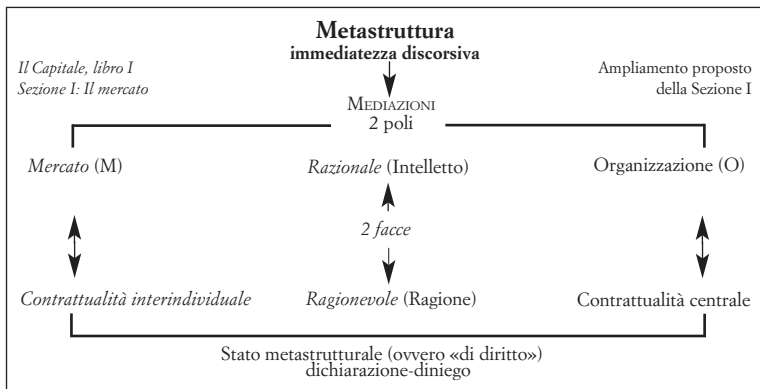 Metastruttura
immediatezza discorsiva
Il Capitale, libro I
Sezione I: Il mercato
Ampliamento proposto
della Sezione I
MEDIAZIONI
2 poli
Mercato (M)
Razionale (Intelletto)
Organizzazione (O)
2 facce
Contrattualità interindividuale
Ragionevole (Ragione)
Contrattualità centrale
Stato metastrutturale (ovvero «di diritto»)
dichiarazione-diniego